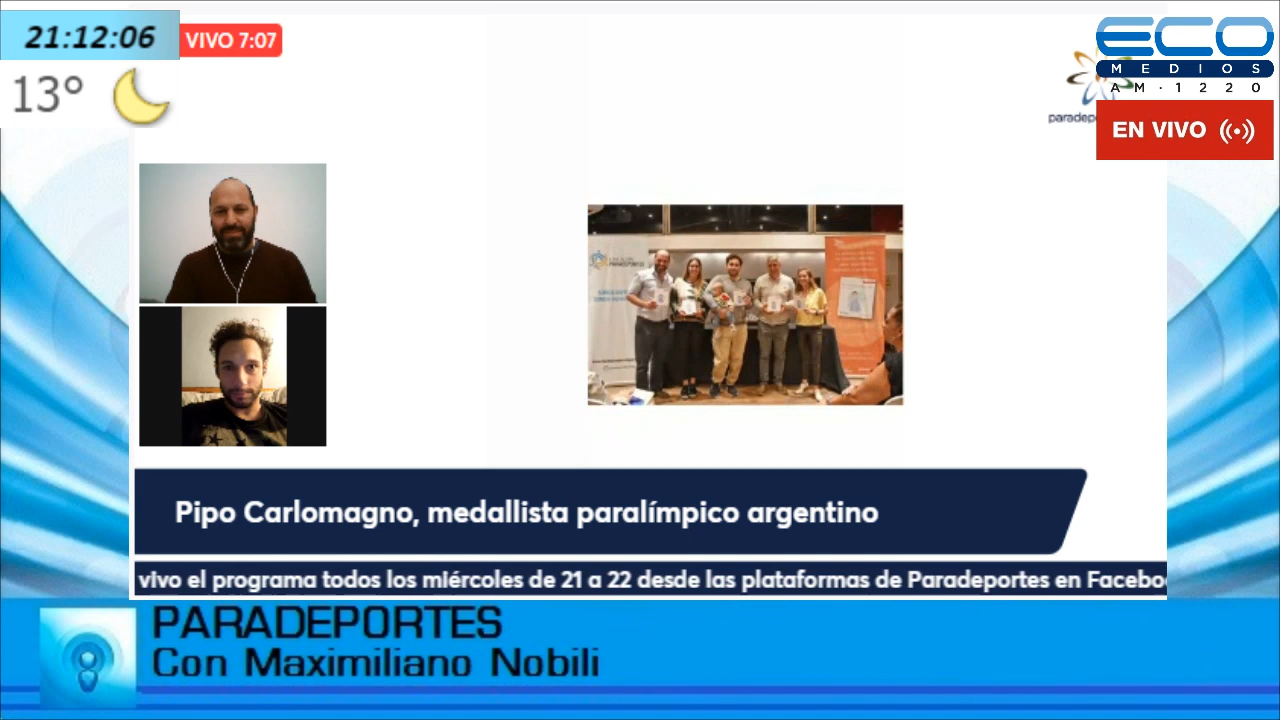 21:12:06
VIVO 7:07
13°
ECO
MEDIOS
AM·1220
EN VIVO
PARADEPORTES
Pipo Carlomagno, medallista paralímpico argentino
vivo el programa todos los miércoles de 21 a 22 desde las plataformas de Paradeportes en Facebo
PARADEPORTES
Con Maximiliano Nobili